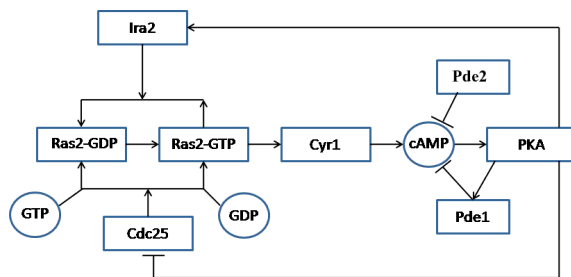 Ira2
Pde2
Ras2-GDP
Ras2-GTP
Cyr1
cAMP
PKA
GTP
GDP
Cdc25
Pde1